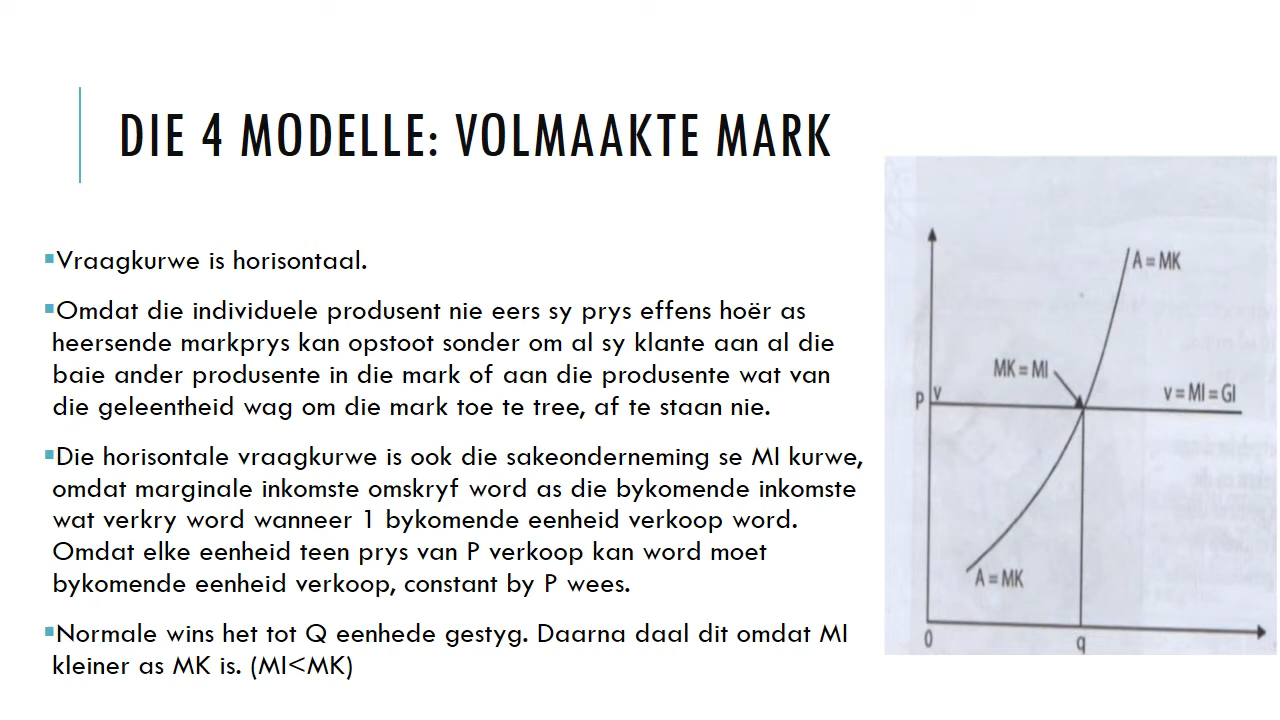 DIE 4 MODELLE: VOLMAAKTE MARK
Vraagkurwe is horisontaal.
Omdat die individuele produsent nie eers sy prys effens hoër as
heersende markprys kan opstoot sonder om al sy klante aan al die
baie ander produsente in die mark of aan die produsente wat van
die geleentheid wag om die mark toe te tree, af te staan nie.
Die horisontale vraagkurwe is ook die sakeonderneming se MI kurwe,
omdat marginale inkomste omskryf word as die bykomende inkomste
wat verkry word wanneer 1 bykomende eenheid verkoop word.
Omdat elke eenheid teen prys van P verkoop kan word moet
bykomende eenheid verkoop, constant by P wees.
Normale wins het tot Q eenhede gestyg. Daarna daal dit omdat MI
kleiner as MK is. (MI<MK)
A = MK
MK = MI
P
v
v = MI = GI
A = MK
0
q